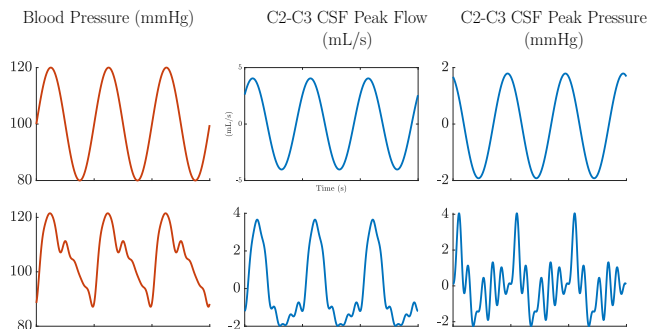 Blood Pressure (mmHg)
C2-C3 CSF Peak Flow
(mL/s)
C2-C3 CSF Peak Pressure
(mmHg)
120
100
80
5
0
-5
(mL/s)
Time (s)
2
0
-2
120
100
80
4
2
0
-2
4
2
0
-2